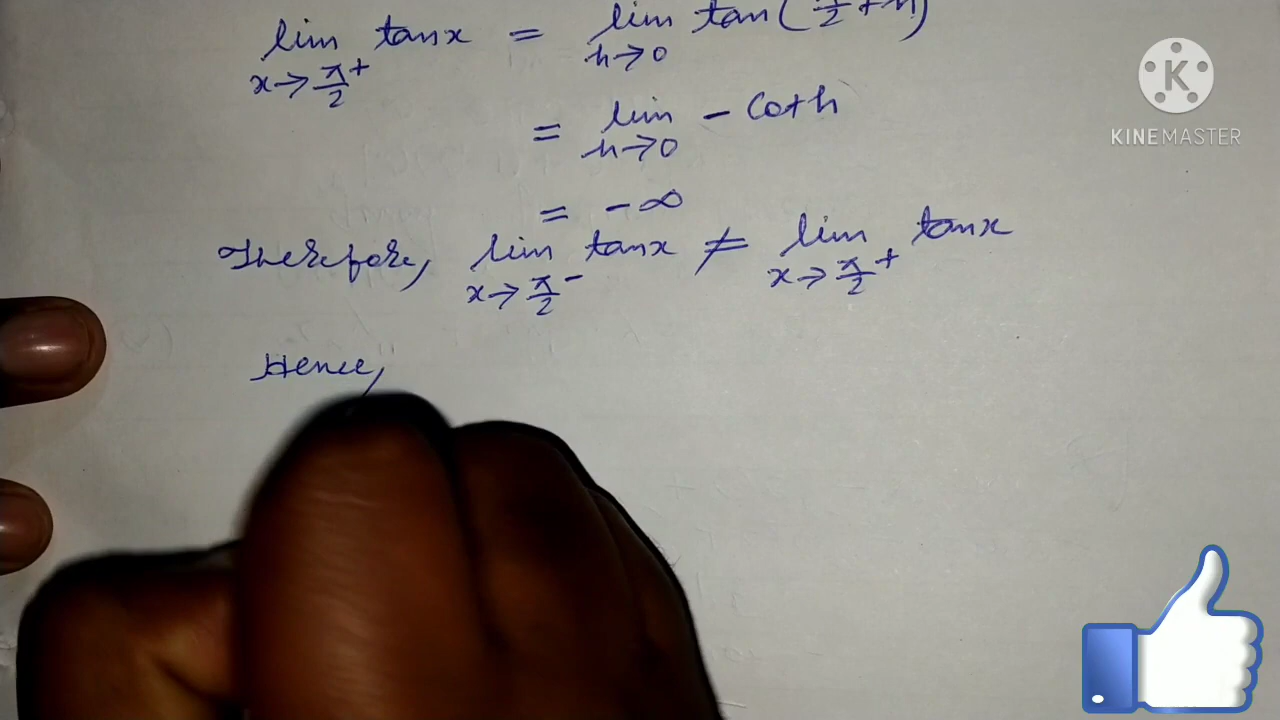 lim tanx = lim tan(π/2+h)
x→π/2+ h→0
= lim - Coth
h→0
= -∞
Therefore, lim tanx ≠ lim tanx
x→π/2- x→π/2+
Hence,
KINEMASTER